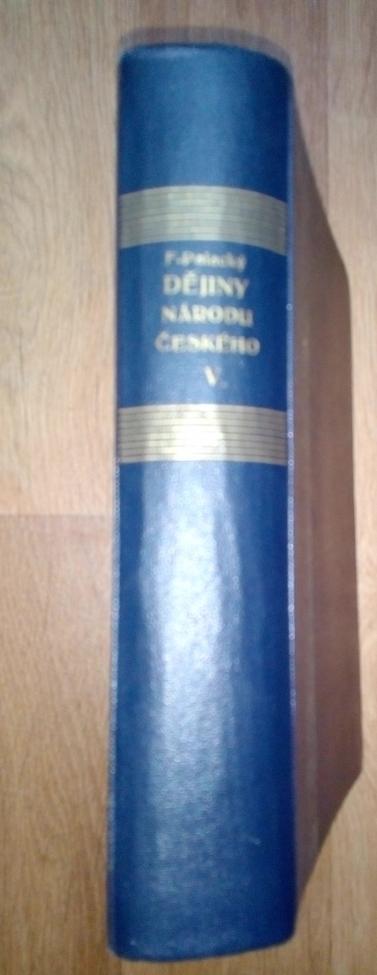 F. Palacký
DĚJINY
NÁRODU
ČESKÉHO
V.